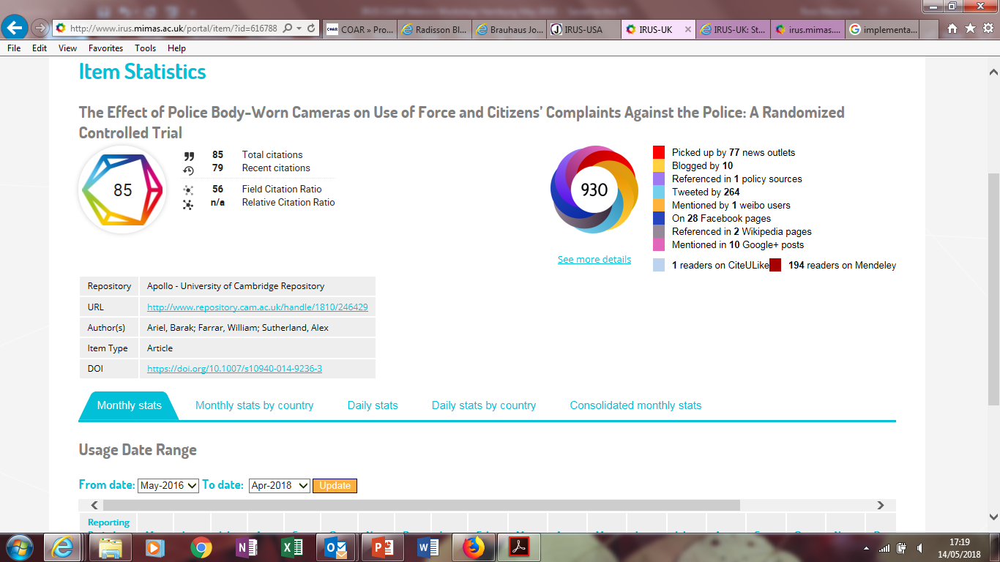 http://www.irus.mimas.ac.uk/portal/item/?id=616788
COAR » Pro...
Radisson Bl...
Brauhaus Jo...
IRUS-USA
IRUS-UK
IRUS-UK: St...
irus.mimas....
implementa...
File Edit View Favorites Tools Help
Item Statistics
The Effect of Police Body-Worn Cameras on Use of Force and Citizens’ Complaints Against the Police: A Randomized
Controlled Trial
85
85 Total citations
79 Recent citations
56 Field Citation Ratio
n/a Relative Citation Ratio
930
See more details
Picked up by 77 news outlets
Blogged by 10
Referenced in 1 policy sources
Tweeted by 264
Mentioned by 1 weibo users
On 28 Facebook pages
Referenced in 2 Wikipedia pages
Mentioned in 10 Google+ posts
1 readers on CiteULike 194 readers on Mendeley
Repository Apollo - University of Cambridge Repository
URL http://www.repository.cam.ac.uk/handle/1810/246429
Author(s) Ariel, Barak; Farrar, William; Sutherland, Alex
Item Type Article
DOI https://doi.org/10.1007/s10940-014-9236-3
Monthly stats Monthly stats by country Daily stats Daily stats by country Consolidated monthly stats
Usage Date Range
From date: May-2016 To date: Apr-2018 Update
Reporting
17:19
14/05/2018